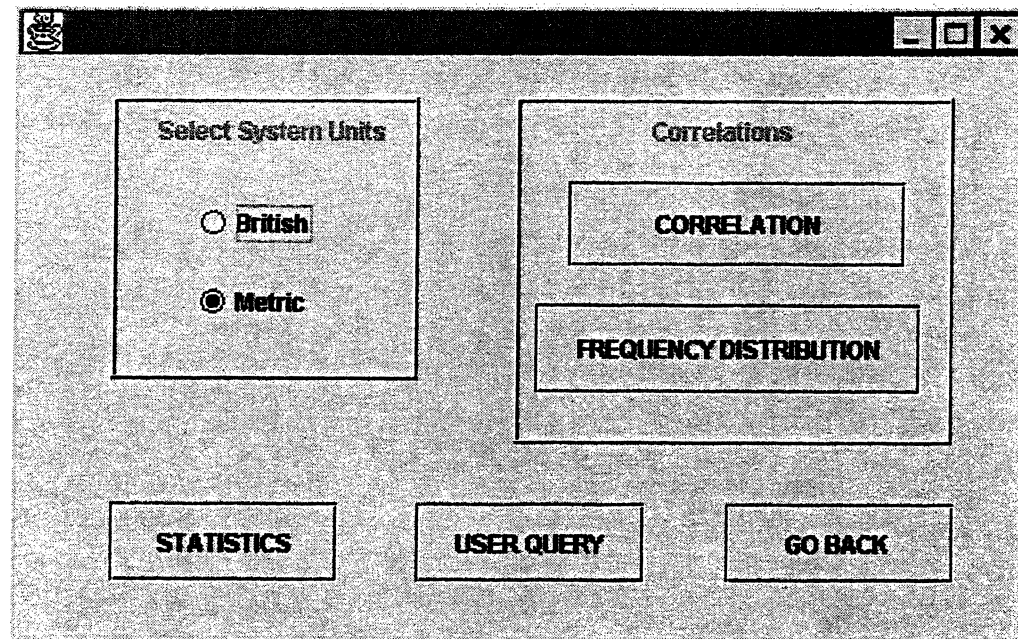 Select System Units
British
Metric
Correlations
CORRELATION
FREQUENCY DISTRIBUTION
STATISTICS
USER QUERY
GO BACK